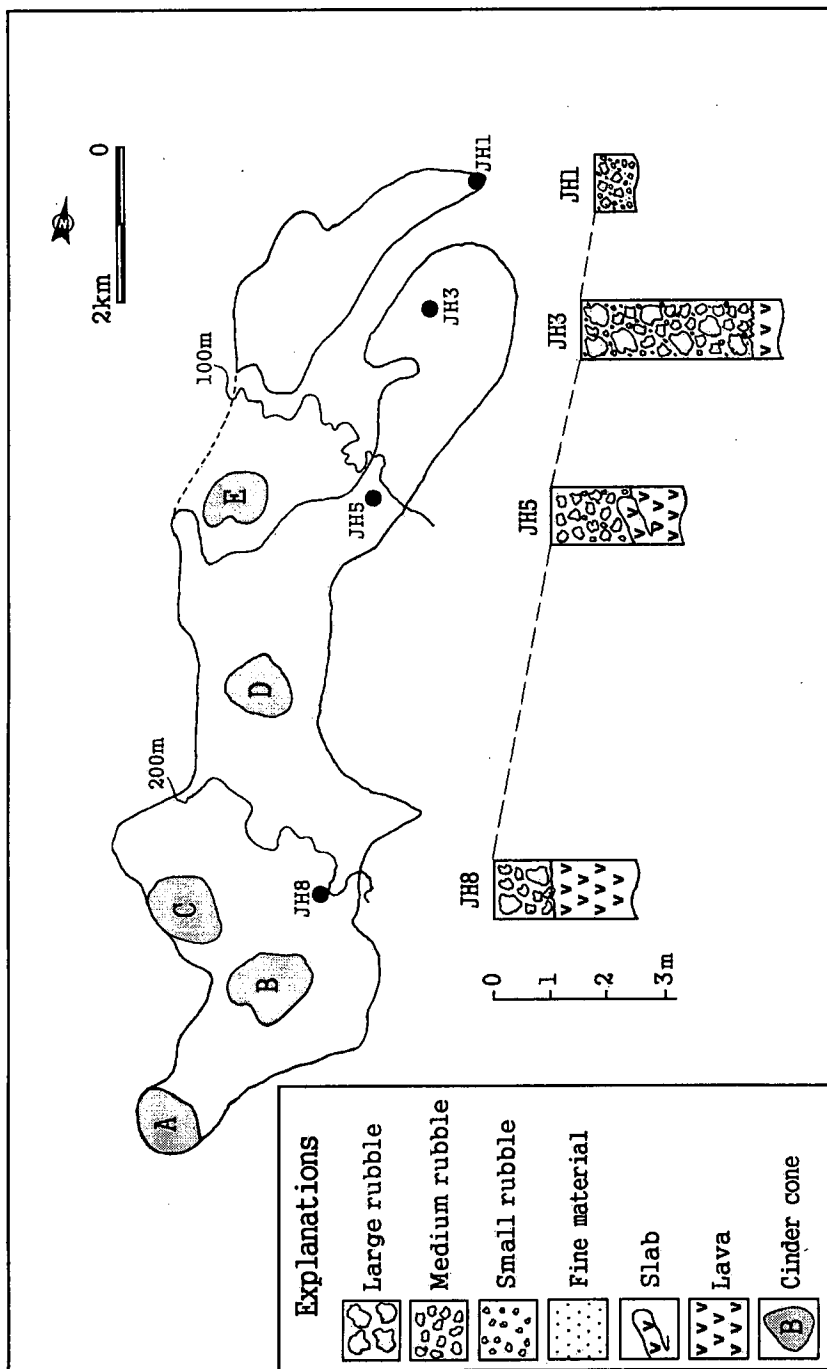 A
B
C
D
E
200m
100m
JH8
JH5
JH3
JH1
2km
0
N
JH8
JH5
JH3
JH1
0
1
2
3m
Explanations
Large rubble
Medium rubble
Small rubble
Fine material
Slab
Lava
B
Cinder cone